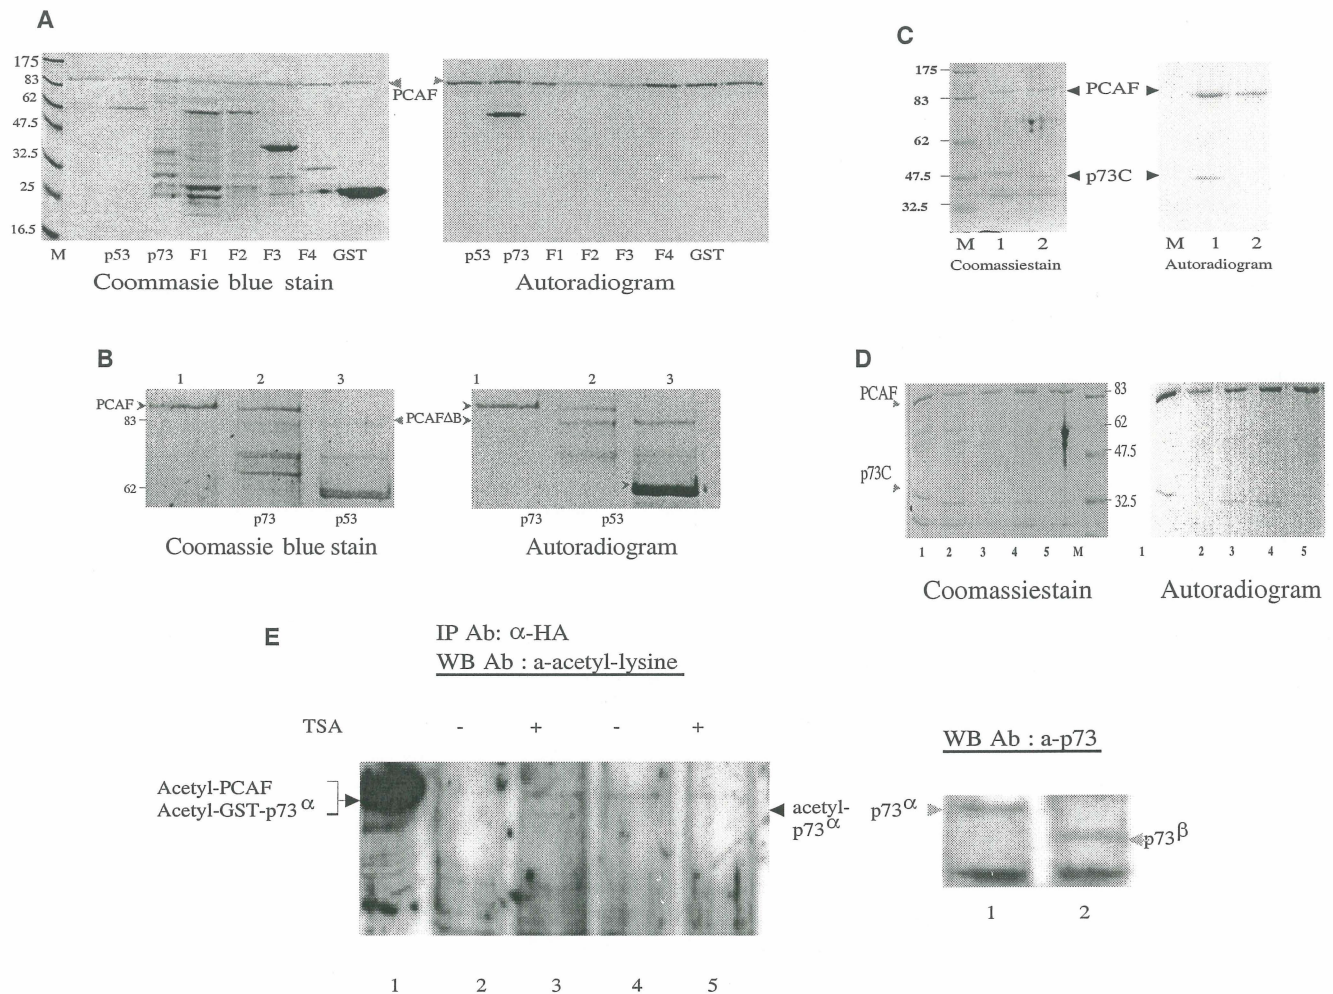 A
175
83
62
47.5
32.5
25
16.5
PCAF
M p53 p73 F1 F2 F3 F4 GST
Coommasie blue stain
p53 p73 F1 F2 F3 F4 GST
Autoradiogram
C
175
83
62
47.5
32.5
PCAF
p73C
M 1 2
Coomassiestain
M 1 2
Autoradiogram
B
1 2 3
PCAF
83
62
PCAFΔB
1 2 3
p73 p53
Coomassie blue stain
p73 p53
Autoradiogram
D
PCAF
p73C
83
62
47.5
32.5
1 2 3 4 5 M
Coomassiestain
1 2 3 4 5
Autoradiogram
E
IP Ab: α-HA
WB Ab : a-acetyl-lysine
TSA - + - +
Acetyl-PCAF
Acetyl-GST-p73α
acetyl-
p73α
1 2 3 4 5
WB Ab : a-p73
p73α
p73β
1 2